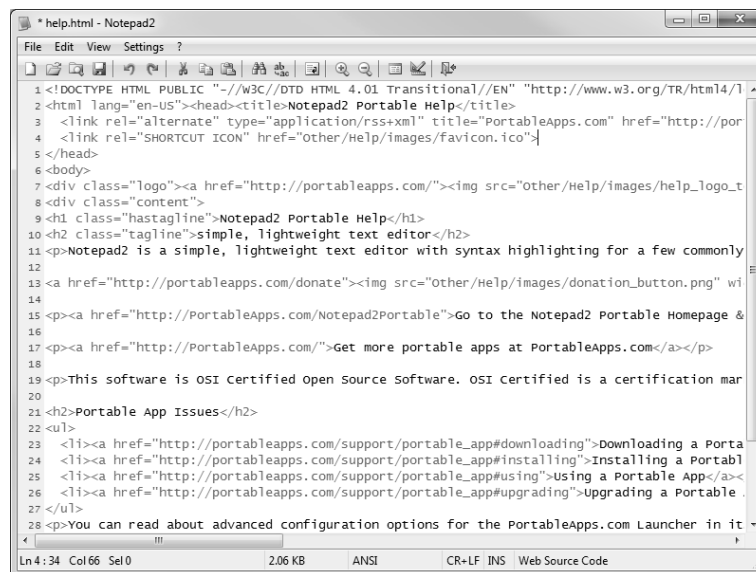 * help.html - Notepad2
File Edit View Settings ?
1 <!DOCTYPE HTML PUBLIC "-//W3C//DTD HTML 4.01 Transitional//EN" "http://www.w3.org/TR/html4/l
2 <html lang="en-US"><head><title>Notepad2 Portable Help</title>
3   <link rel="alternate" type="application/rss+xml" title="PortableApps.com" href="http://por
4   <link rel="SHORTCUT ICON" href="Other/Help/images/favicon.ico">
5 </head>
6 <body>
7 <div class="logo"><a href="http://portableapps.com/"><img src="Other/Help/images/help_logo_t
8 <div class="content">
9 <h1 class="hastagline">Notepad2 Portable Help</h1>
10 <h2 class="tagline">simple, lightweight text editor</h2>
11 <p>Notepad2 is a simple, lightweight text editor with syntax highlighting for a few commonly
12
13 <a href="http://portableapps.com/donate"><img src="Other/Help/images/donation_button.png" wi
14
15 <p><a href="http://PortableApps.com/Notepad2Portable">Go to the Notepad2 Portable Homepage &
16
17 <p><a href="http://PortableApps.com/">Get more portable apps at PortableApps.com</a></p>
18
19 <p>This software is OSI Certified Open Source Software. OSI Certified is a certification mar
20
21 <h2>Portable App Issues</h2>
22 <ul>
23   <li><a href="http://portableapps.com/support/portable_app#downloading">Downloading a Porta
24   <li><a href="http://portableapps.com/support/portable_app#installing">Installing a Portabl
25   <li><a href="http://portableapps.com/support/portable_app#using">Using a Portable App</a><
26   <li><a href="http://portableapps.com/support/portable_app#upgrading">Upgrading a Portable
27 </ul>
28 <p>You can read about advanced configuration options for the PortableApps.com Launcher in it
Ln 4 : 34 Col 66 Sel 0 2.06 KB ANSI CR+LF INS Web Source Code